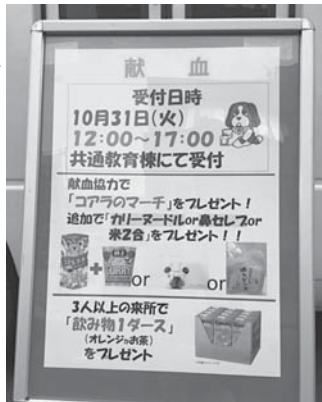 献 血
受付日時
10月31日(火)
12:00～17:00
共通教育棟にて受付
献血協力で
「コアラのマーチ」をプレゼント！
追加で「カリーヌードルor鼻セレブor
米2合」をプレゼント！！
+ or or
3人以上の来所で
「飲み物1ダース」
(オレンジorお茶)
をプレゼント